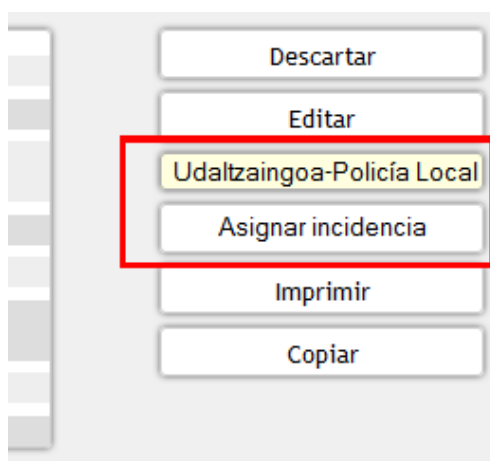 Descartar
Editar
Udaltzaingoa-Policía Local
Asignar incidencia
Imprimir
Copiar